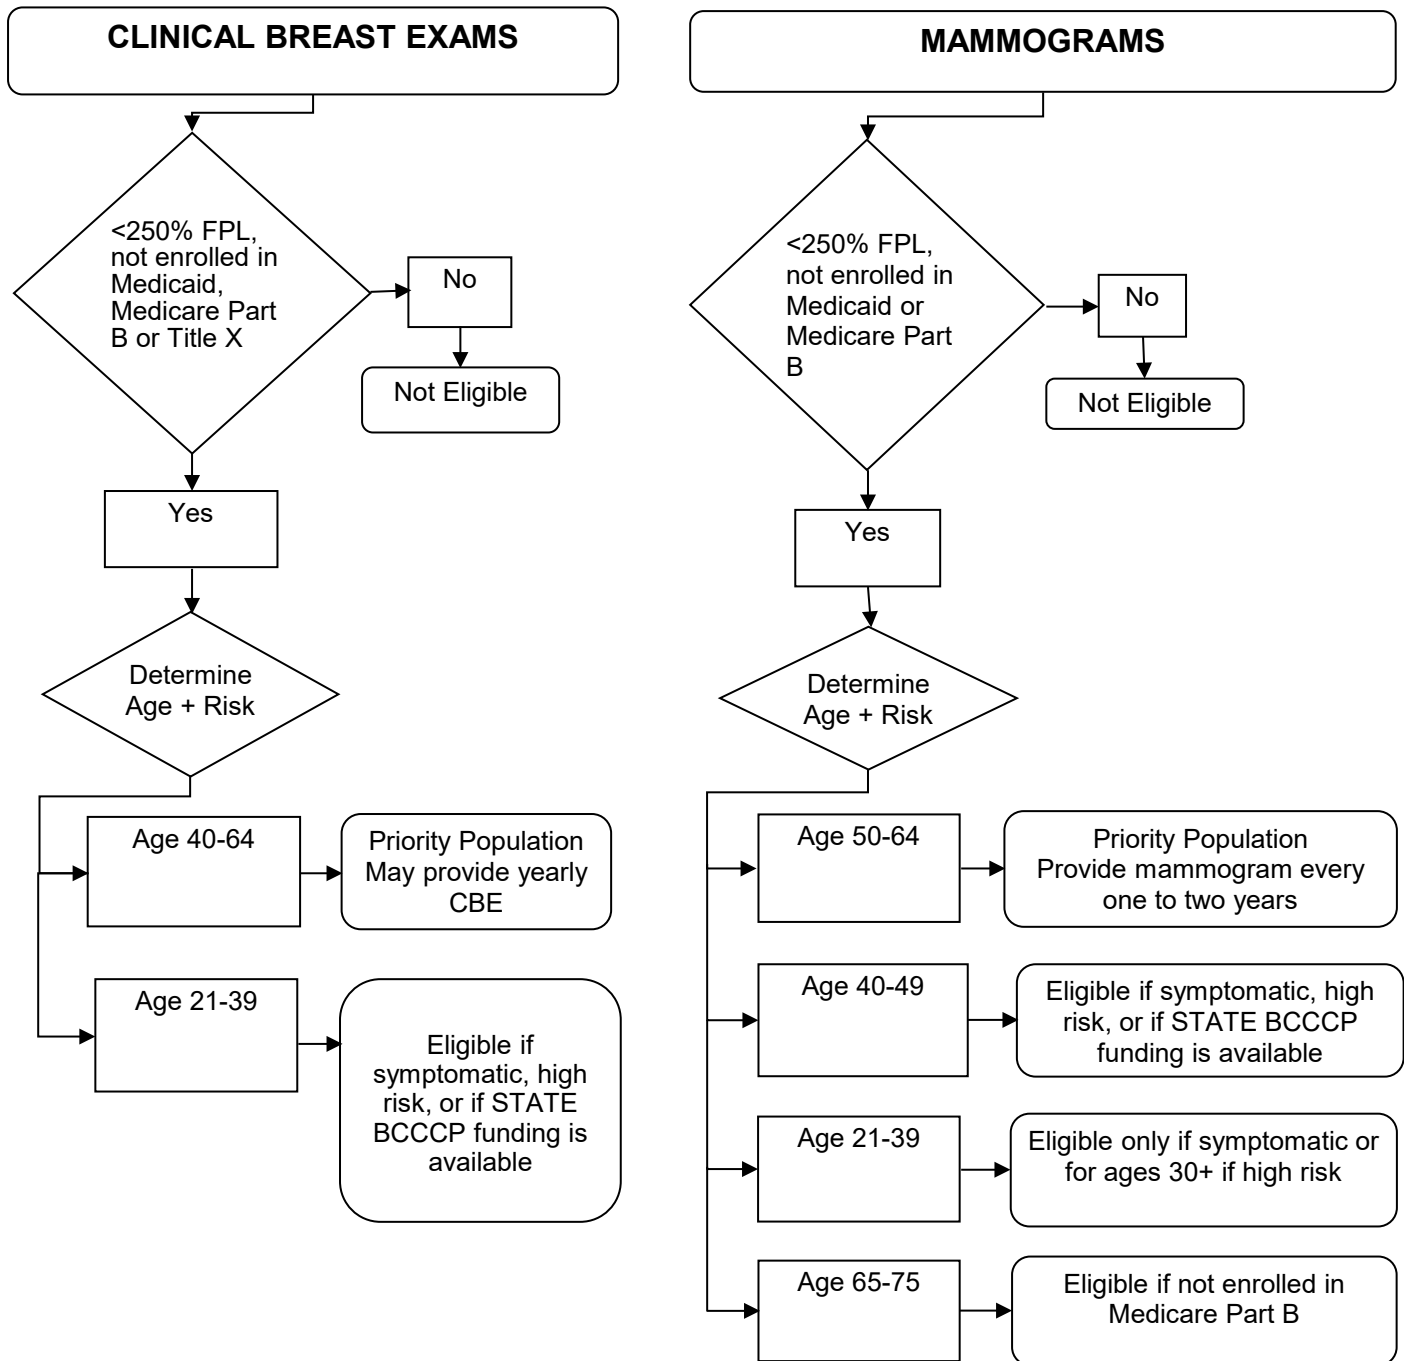 CLINICAL BREAST EXAMS
<250% FPL,
not enrolled in
Medicaid,
Medicare Part
B or Title X
No
Not Eligible
Yes
Determine
Age + Risk
Age 40-64
Priority Population
May provide yearly
CBE
Age 21-39
Eligible if
symptomatic, high
risk, or if STATE
BCCCP funding is
available
MAMMOGRAMS
<250% FPL,
not enrolled in
Medicaid or
Medicare Part
B
No
Not Eligible
Yes
Determine
Age + Risk
Age 50-64
Priority Population
Provide mammogram every
one to two years
Age 40-49
Eligible if symptomatic, high
risk, or if STATE BCCCP
funding is available
Age 21-39
Eligible only if symptomatic or
for ages 30+ if high risk
Age 65-75
Eligible if not enrolled in
Medicare Part B